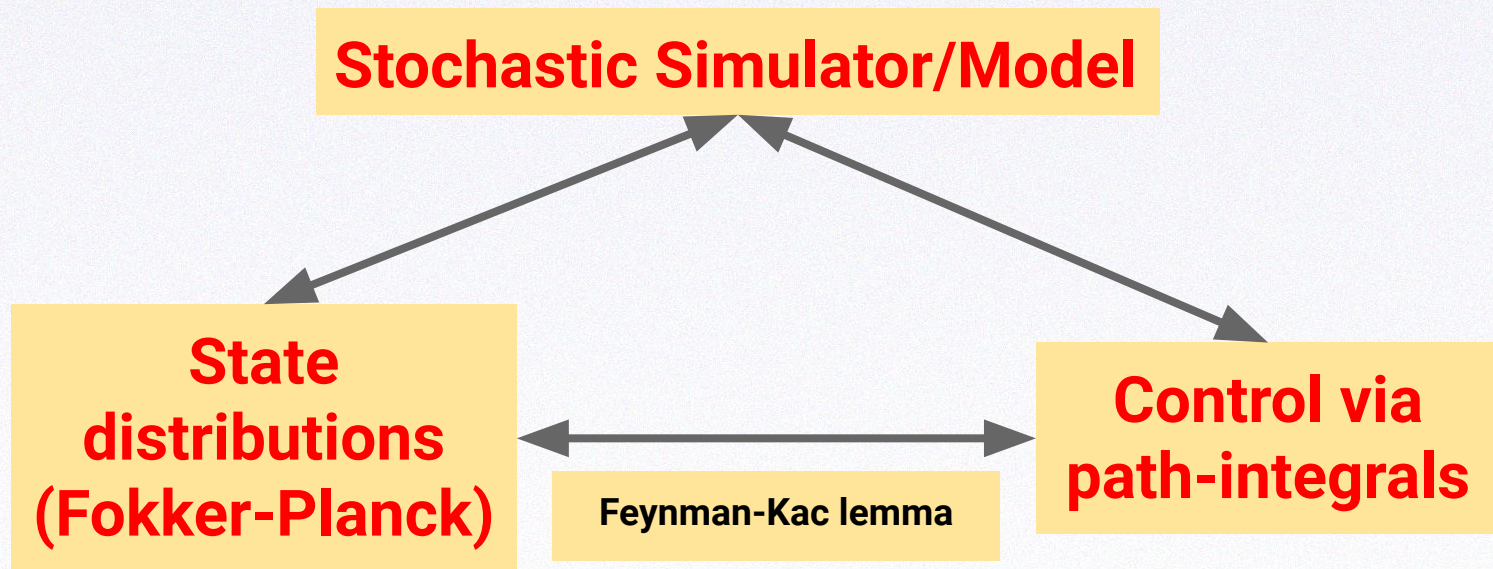 Stochastic Simulator/Model
State
distributions
(Fokker-Planck)
Control via
path-integrals
Feynman-Kac lemma